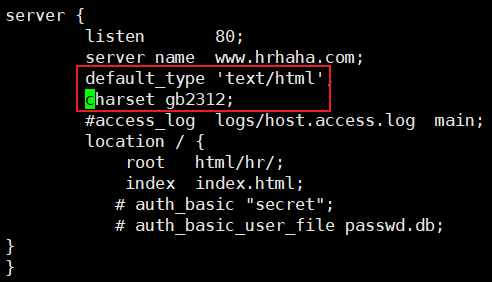 server {
listen 80;
server_name www.hrhaha.com;
default_type 'text/html';
charset gb2312;
#access_log logs/host.access.log main;
location / {
root html/hr/;
index index.html;
# auth_basic "secret";
# auth_basic_user_file passwd.db;
}
}